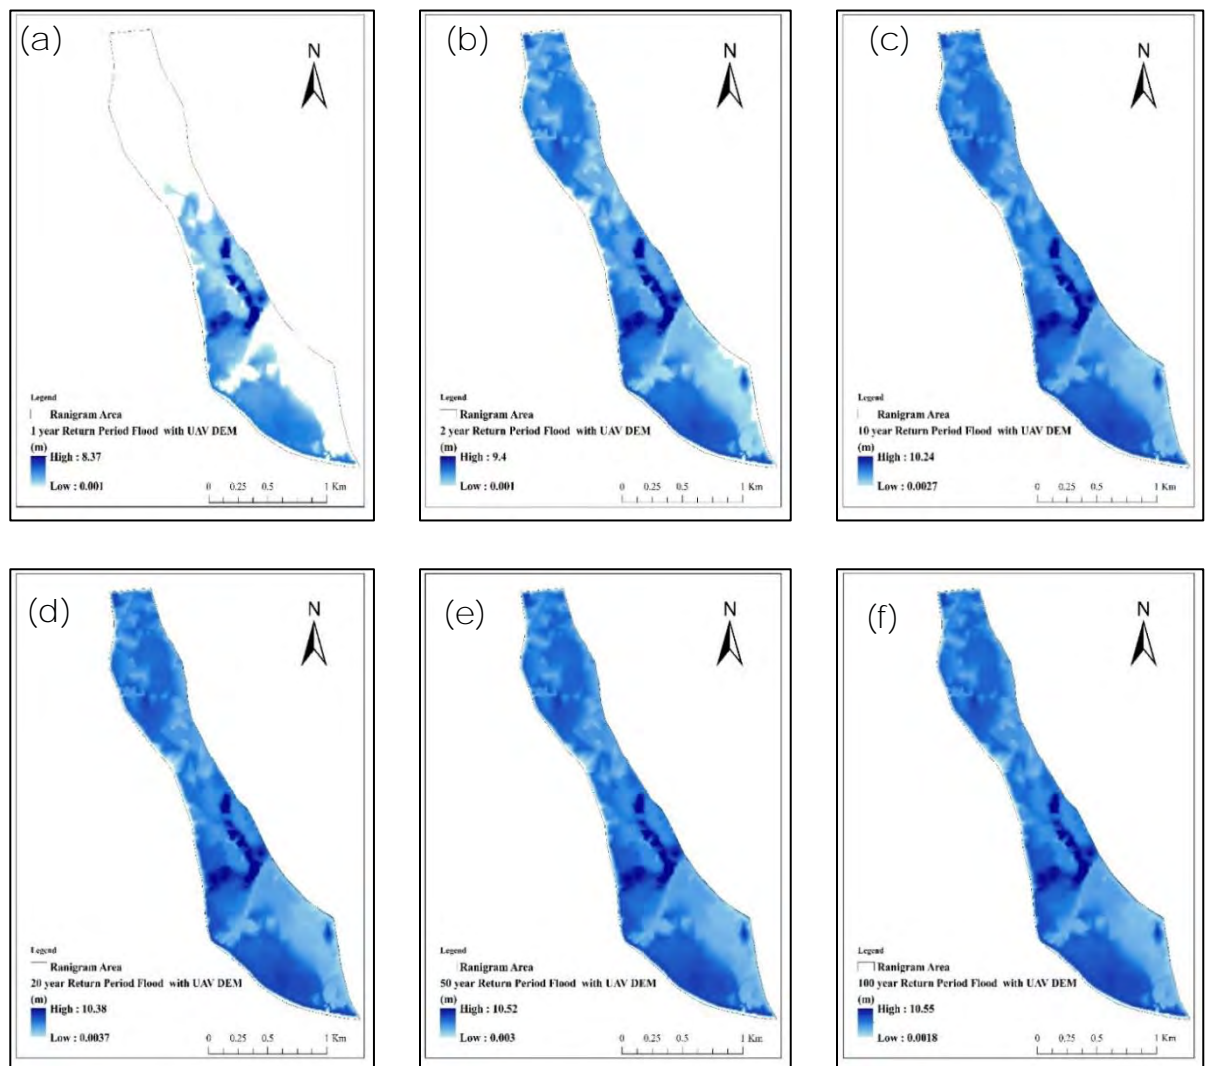 (a)
N
Legend
Ranigram Area
1 year Return Period Flood with UAV DEM
(m)
High : 8.37
Low : 0.001
0 0.25 0.5 1 Km
(b)
N
Legend
Ranigram Area
2 year Return Period Flood with UAV DEM
(m)
High : 9.4
Low : 0.001
0 0.25 0.5 1 Km
(c)
N
Legend
Ranigram Area
10 year Return Period Flood with UAV DEM
(m)
High : 10.24
Low : 0.0027
0 0.25 0.5 1 Km
(d)
N
Legend
Ranigram Area
20 year Return Period Flood with UAV DEM
(m)
High : 10.38
Low : 0.0037
0 0.25 0.5 1 Km
(e)
N
Legend
Ranigram Area
50 year Return Period Flood with UAV DEM
(m)
High : 10.52
Low : 0.003
0 0.25 0.5 1 Km
(f)
N
Legend
Ranigram Area
100 year Return Period Flood with UAV DEM
(m)
High : 10.55
Low : 0.0018
0 0.25 0.5 1 Km